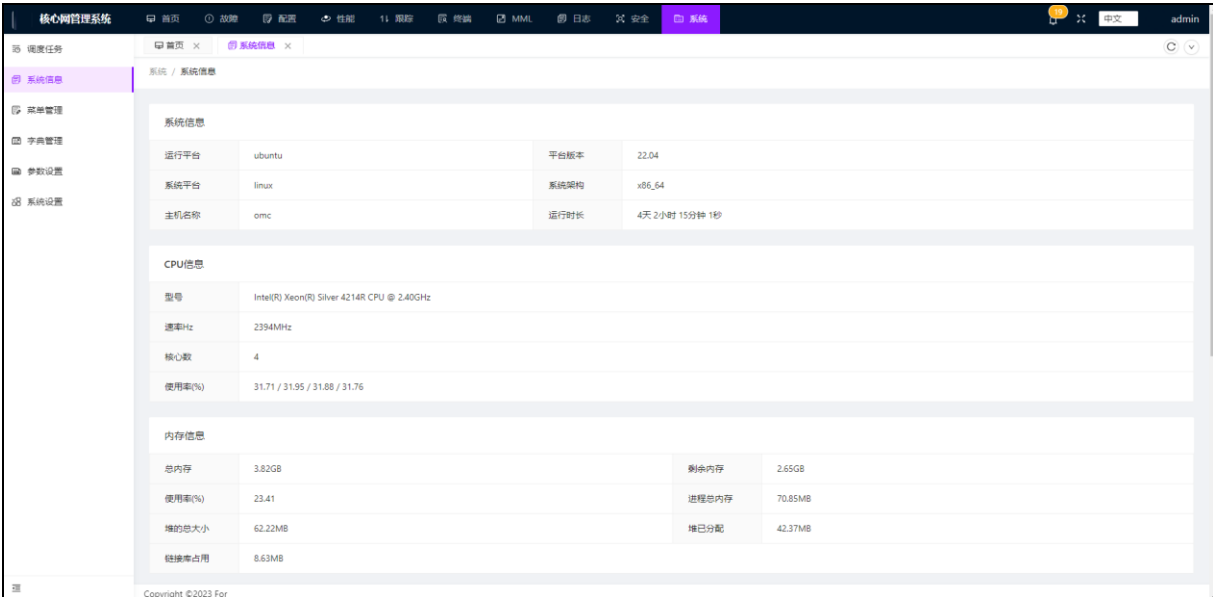 核心网管理系统 首页 故障 配置 性能 跟踪 终端 MML 日志 安全 系统 19 中文 admin
调度任务
系统信息
菜单管理
字典管理
参数设置
系统设置
首页 × 系统信息 ×
系统 / 系统信息
系统信息
运行平台 ubuntu 平台版本 22.04
系统平台 linux 系统架构 x86_64
主机名称 omc 运行时长 4天 2小时 15分钟 1秒
CPU信息
型号 Intel(R) Xeon(R) Silver 4214R CPU @ 2.40GHz
速率Hz 2394MHz
核心数 4
使用率(%) 31.71 / 31.95 / 31.88 / 31.76
内存信息
总内存 3.82GB 剩余内存 2.65GB
使用率(%) 23.41 进程总内存 70.85MB
堆的总大小 62.22MB 堆已分配 42.37MB
链接库占用 8.63MB
Copyright ©2023 For